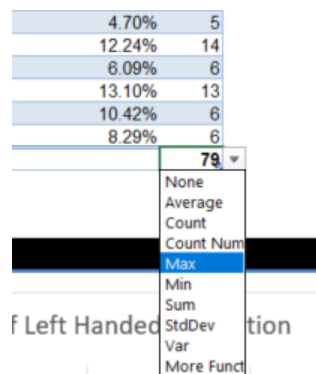 4.70% 5
12.24% 14
6.09% 6
13.10% 13
10.42% 6
8.29% 6
79
None
Average
Count
Count Num
Max
Min
Sum
f Left Handed tion
StdDev
Var
More Funct